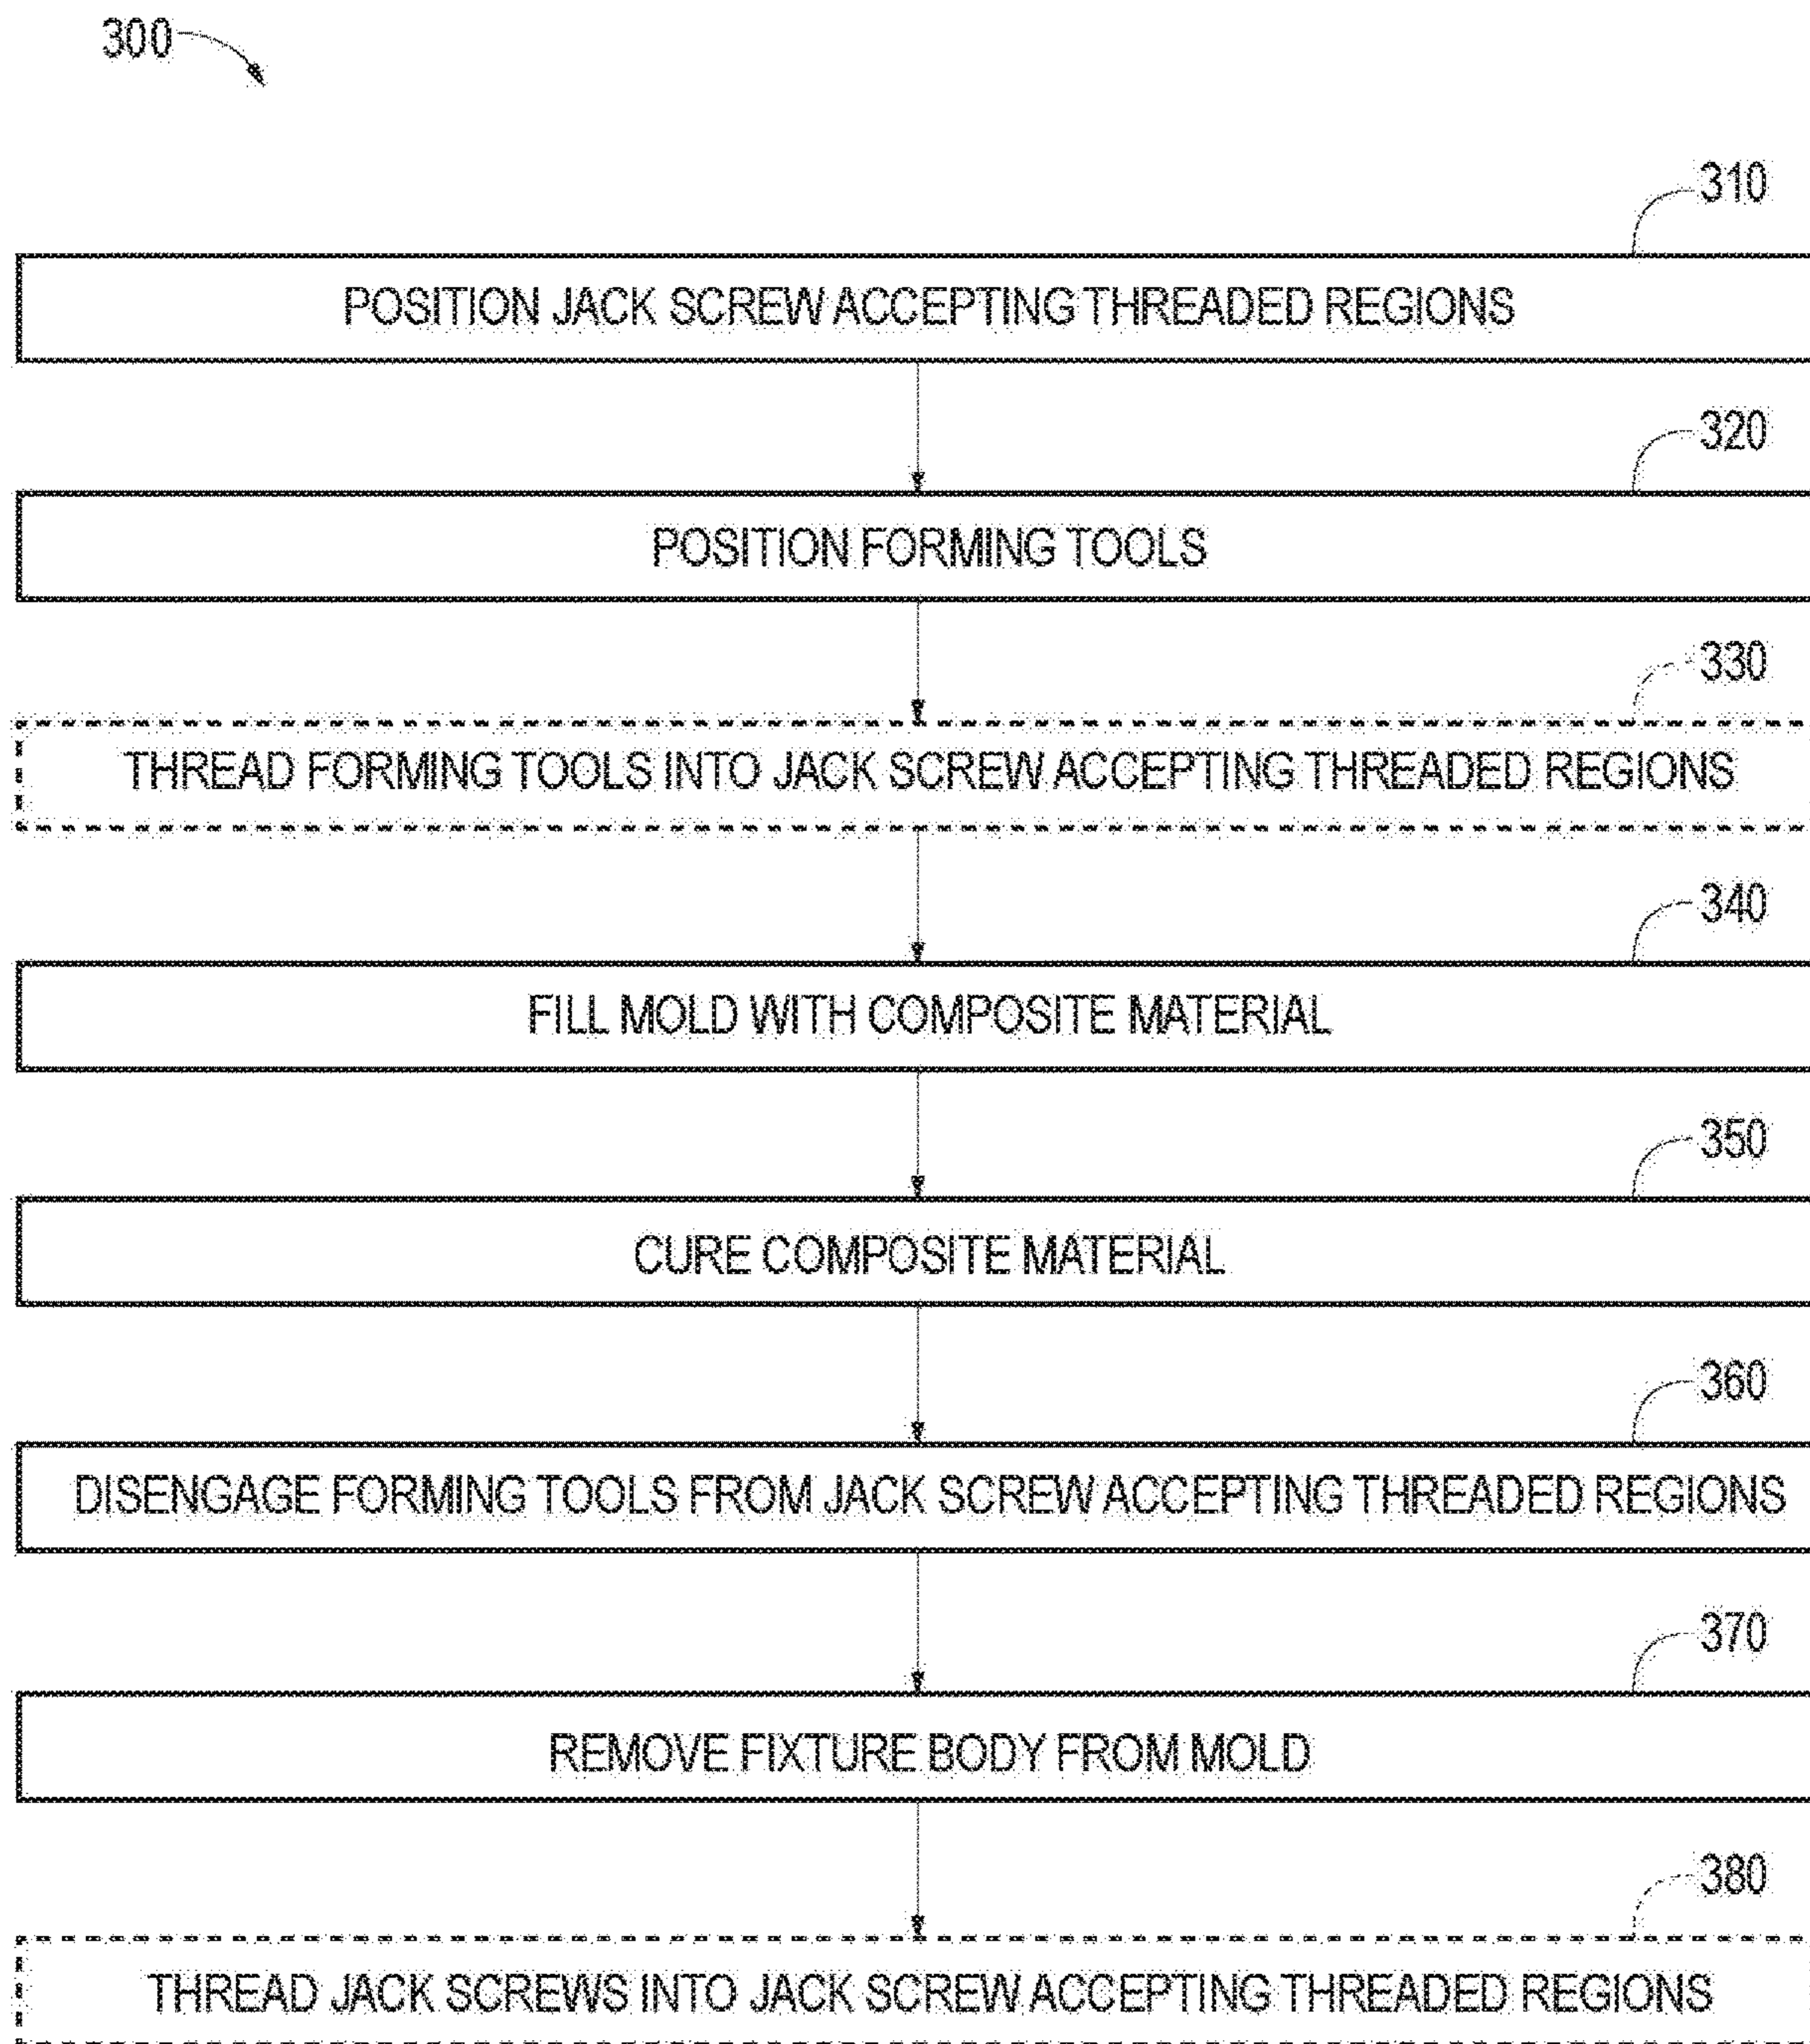 300
310
POSITION JACK SCREW ACCEPTING THREADED REGIONS
320
POSITION FORMING TOOLS
330
THREAD FORMING TOOLS INTO JACK SCREW ACCEPTING THREADED REGIONS
340
FILL MOLD WITH COMPOSITE MATERIAL
350
CURE COMPOSITE MATERIAL
360
DISENGAGE FORMING TOOLS FROM JACK SCREW ACCEPTING THREADED REGIONS
370
REMOVE FIXTURE BODY FROM MOLD
380
THREAD JACK SCREWS INTO JACK SCREW ACCEPTING THREADED REGIONS